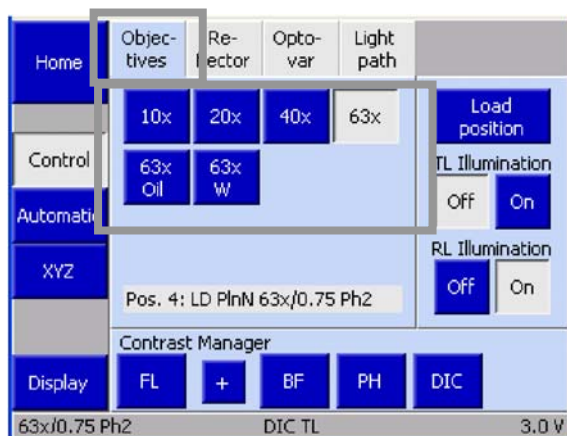 Home
Control
Automatic
XYZ
Display
Objec-
tives
Re-
flector
Opto-
var
Light
path
10x
20x
40x
63x
63x
Oil
63x
W
Pos. 4: LD PlnN 63x/0.75 Ph2
Load
position
TL Illumination
Off
On
RL Illumination
Off
On
Contrast Manager
FL
+
BF
PH
DIC
63x/0.75 Ph2
DIC TL
3.0 V